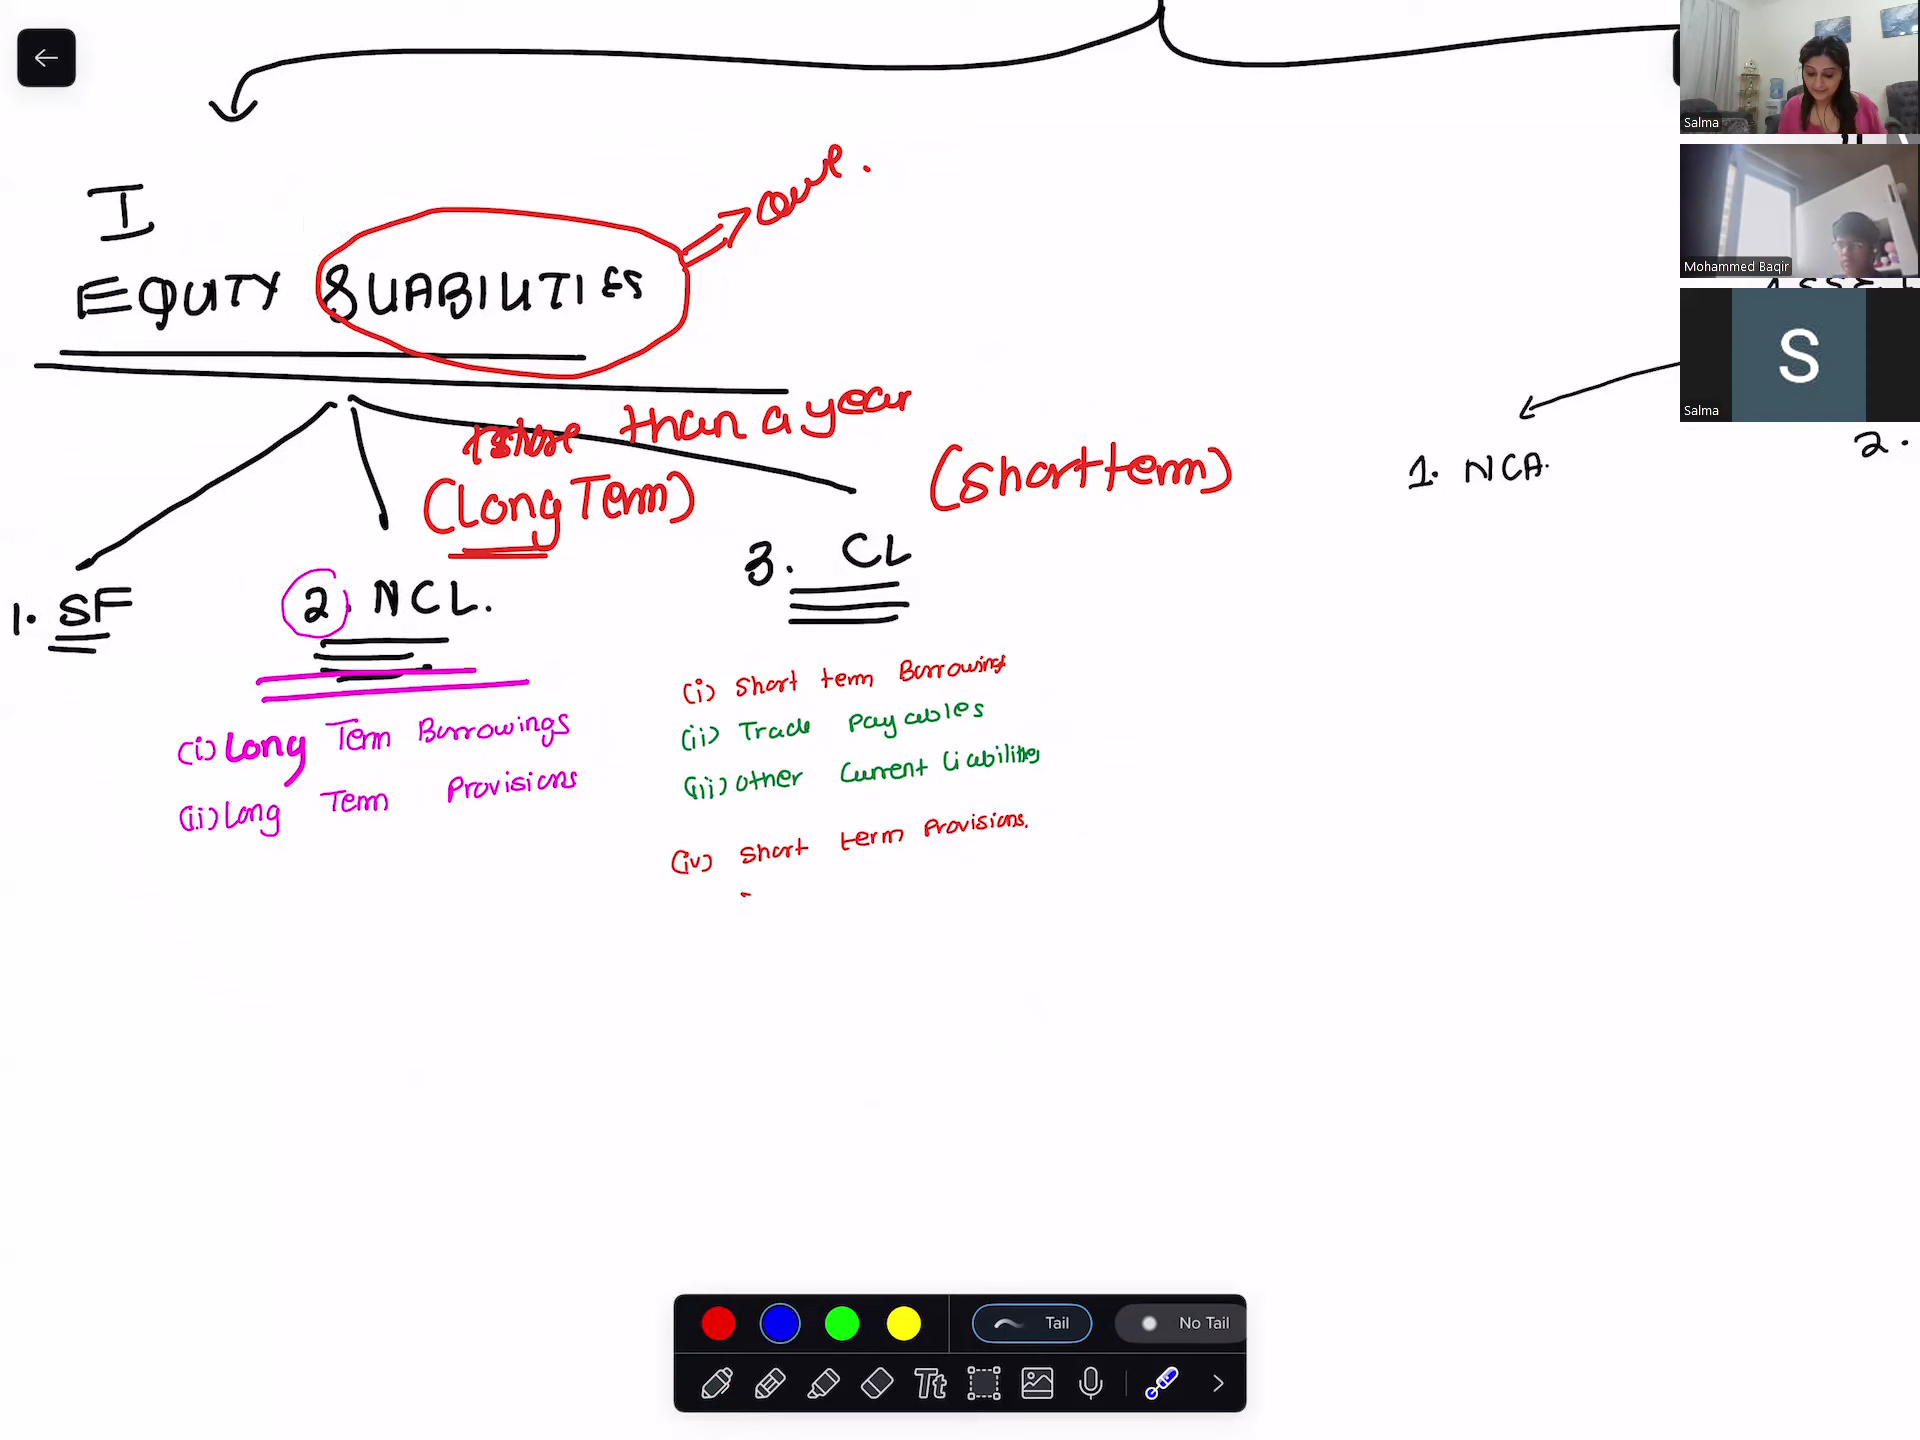 I
EQUITY & LIABILITIES
owe.
than a year
(Long Term)
(short term)
1. SF
2. NCL.
3. CL
(i) Long Term Borrowings
(ii) Long Term Provisions
(i) Short term Borrowings
(ii) Trade Payables
(iii) Other Current Liabilities
(iv) Short term Provisions.
1. NCA.
2.
Salma
Mohammed Baqir
S
Salma
Tail
No Tail
Tt